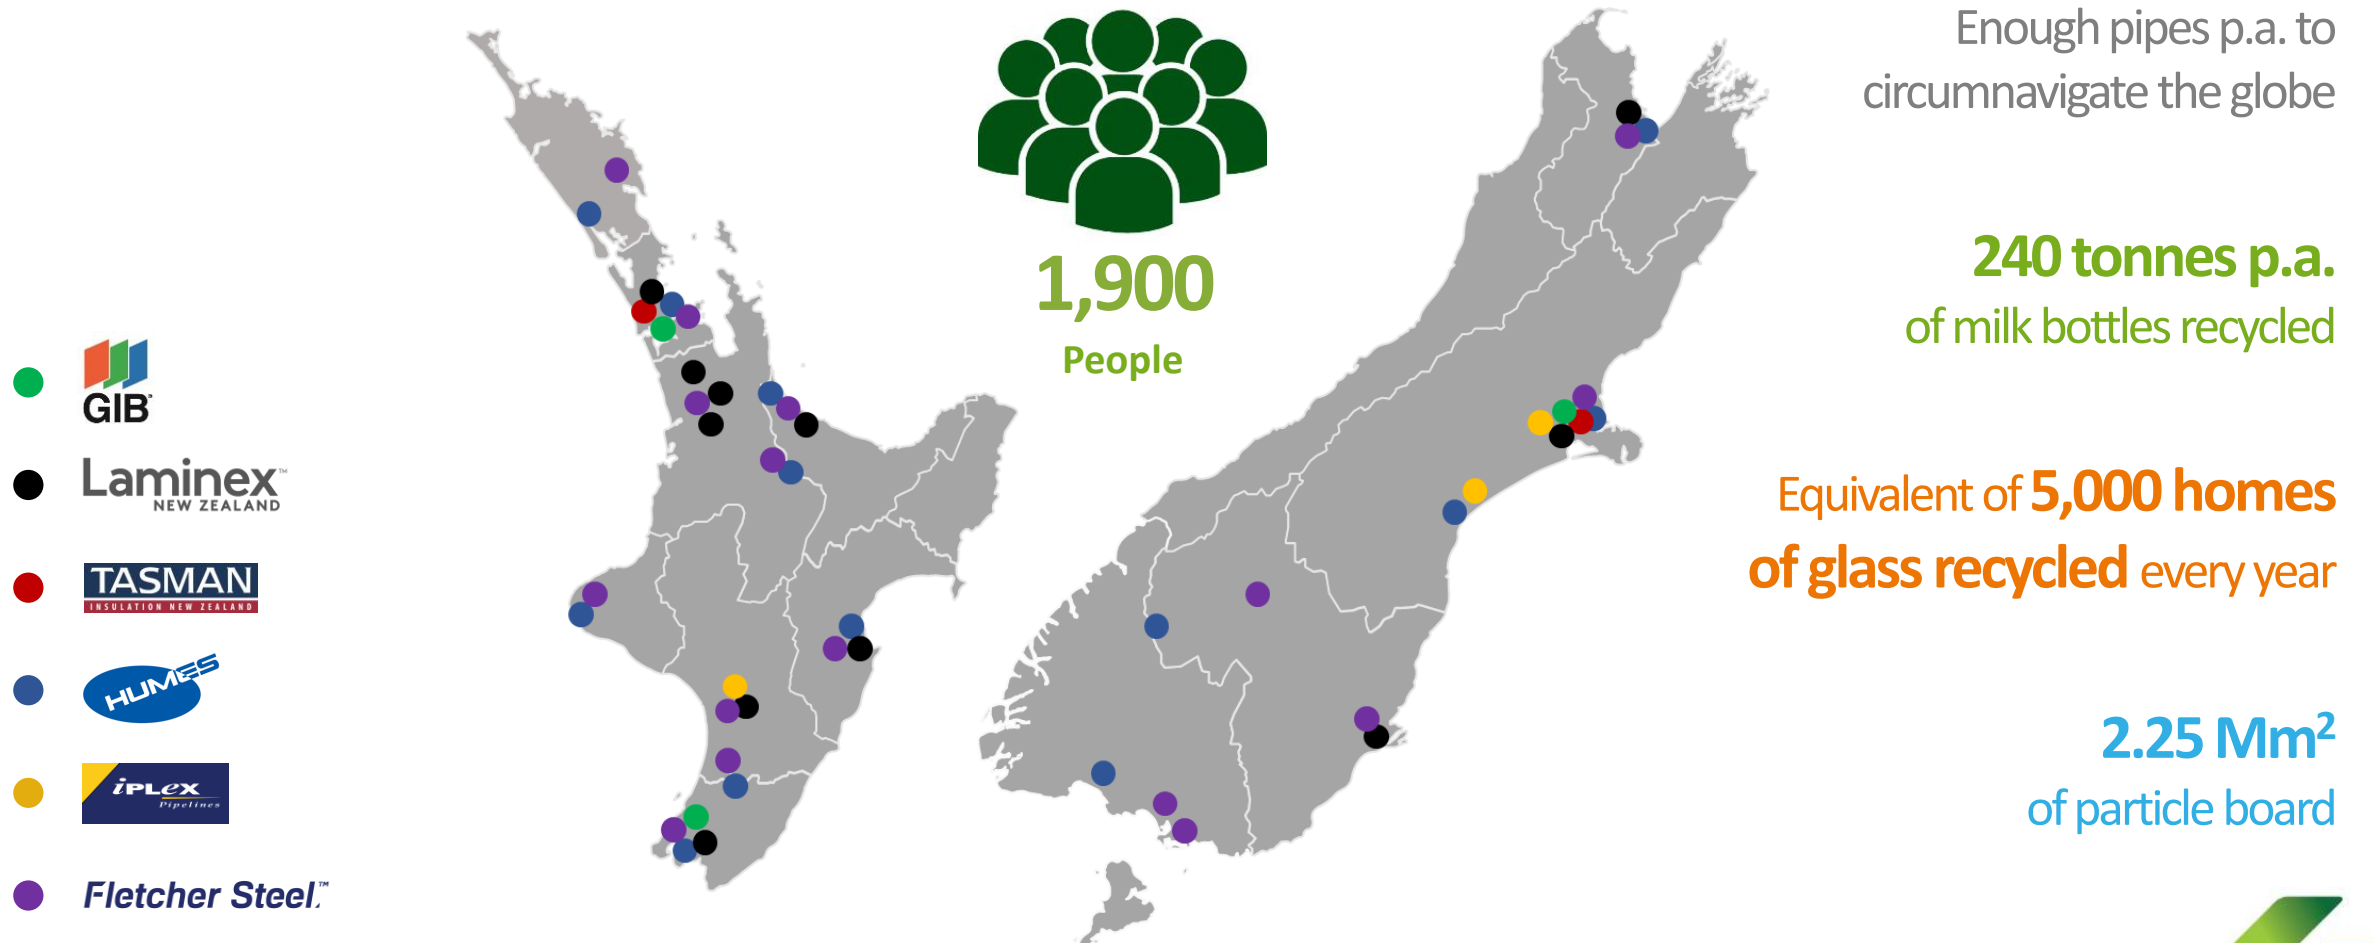 GIB
Laminex™
NEW ZEALAND
TASMAN
INSULATION NEW ZEALAND
HUMES
iPLEX
Pipelines
Fletcher Steel™
1,900
People
Enough pipes p.a. to
circumnavigate the globe
240 tonnes p.a.
of milk bottles recycled
Equivalent of 5,000 homes
of glass recycled every year
2.25 Mm²
of particle board